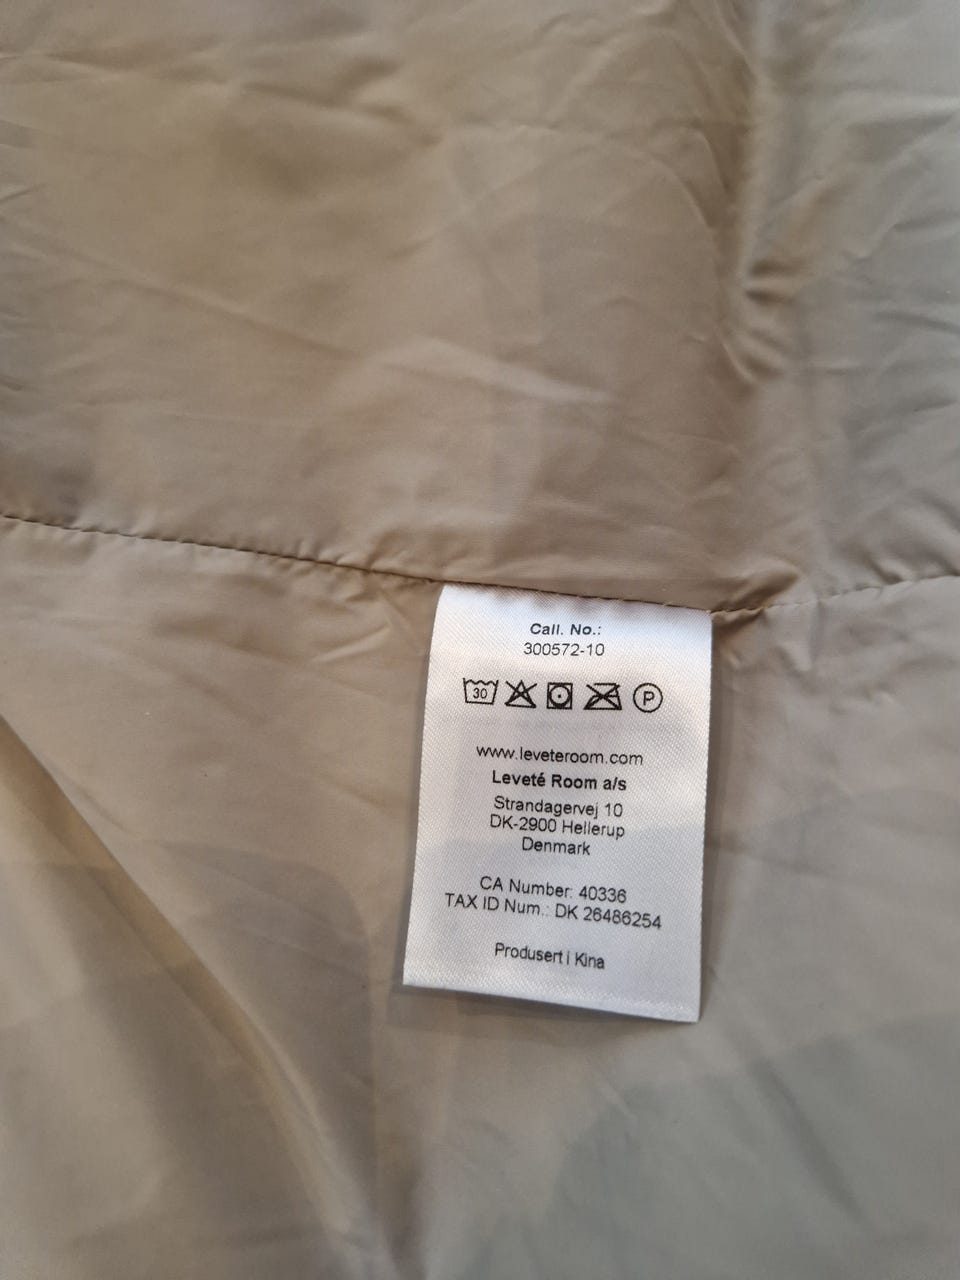 Call. No.:
300572-10
30 P
www.leveteroom.com
Leveté Room a/s
Strandagervej 10
DK-2900 Hellerup
Denmark
CA Number: 40336
TAX ID Num.: DK 26486254
Produsert i Kina